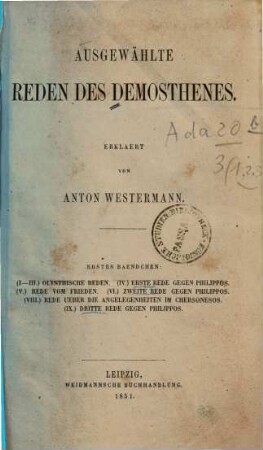 AUSGEWÄHLTE
REDEN DES DEMOSTHENES.
Ada 20 b
ERKLAERT
VON
ANTON WESTERMANN.
ERSTES BAENDCHEN:
(I—III.) OLYNTHISCHE REDEN. (IV.) ERSTE REDE GEGEN PHILIPPOS.
(V.) REDE VOM FRIEDEN. (VI.) ZWEITE REDE GEGEN PHILIPPOS.
(VIII.) REDE UEBER DIE ANGELEGENHEITEN IM CHERSONESOS.
(IX.) DRITTE REDE GEGEN PHILIPPOS.
LEIPZIG,
WEIDMANNSCHE BUCHHANDLUNG.
1851.